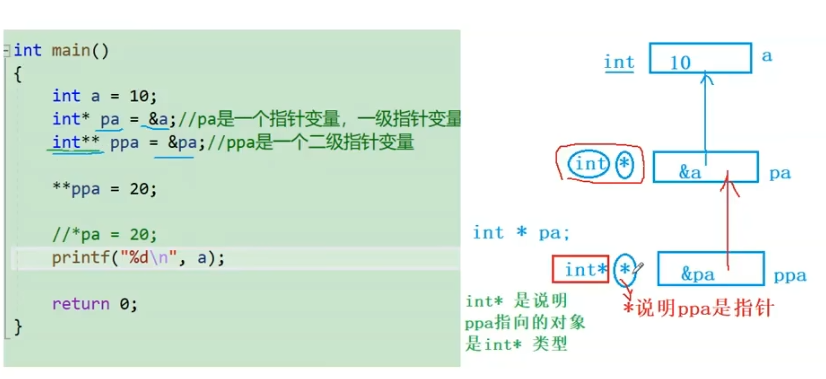 int main()
{
int a = 10;
int* pa = &a;//pa是一个指针变量，一级指针变量
int** ppa = &pa;//ppa是一个二级指针变量
**ppa = 20;
//*pa = 20;
printf("%d\n", a);
return 0;
}
int 10 a
int * &a pa
int * pa;
int* * &pa ppa
int* 是说明
ppa指向的对象
是int* 类型
*说明ppa是指针